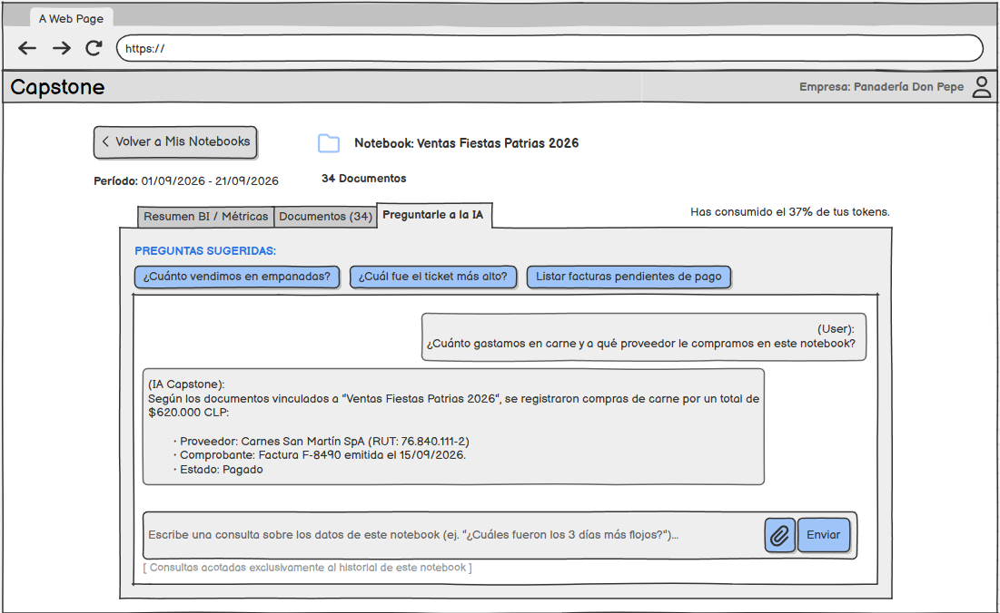 A Web Page
https://
Capstone
Empresa: Panadería Don Pepe
Volver a Mis Notebooks
Notebook: Ventas Fiestas Patrias 2026
Período: 01/09/2026 - 21/09/2026
34 Documentos
Resumen BI / Métricas
Documentos (34)
Preguntarle a la IA
Has consumido el 37% de tus tokens.
PREGUNTAS SUGERIDAS:
¿Cuánto vendimos en empanadas?
¿Cuál fue el ticket más alto?
Listar facturas pendientes de pago
(User):
¿Cuánto gastamos en carne y a qué proveedor le compramos en este notebook?
(IA Capstone):
Según los documentos vinculados a "Ventas Fiestas Patrias 2026", se registraron compras de carne por un total de
$620.000 CLP:
· Proveedor: Carnes San Martín SpA (RUT: 76.840.111-2)
· Comprobante: Factura F-8490 emitida el 15/09/2026.
· Estado: Pagado
Escribe una consulta sobre los datos de este notebook (ej. "¿Cuáles fueron los 3 días más flojos?")...
Enviar
[ Consultas acotadas exclusivamente al historial de este notebook ]